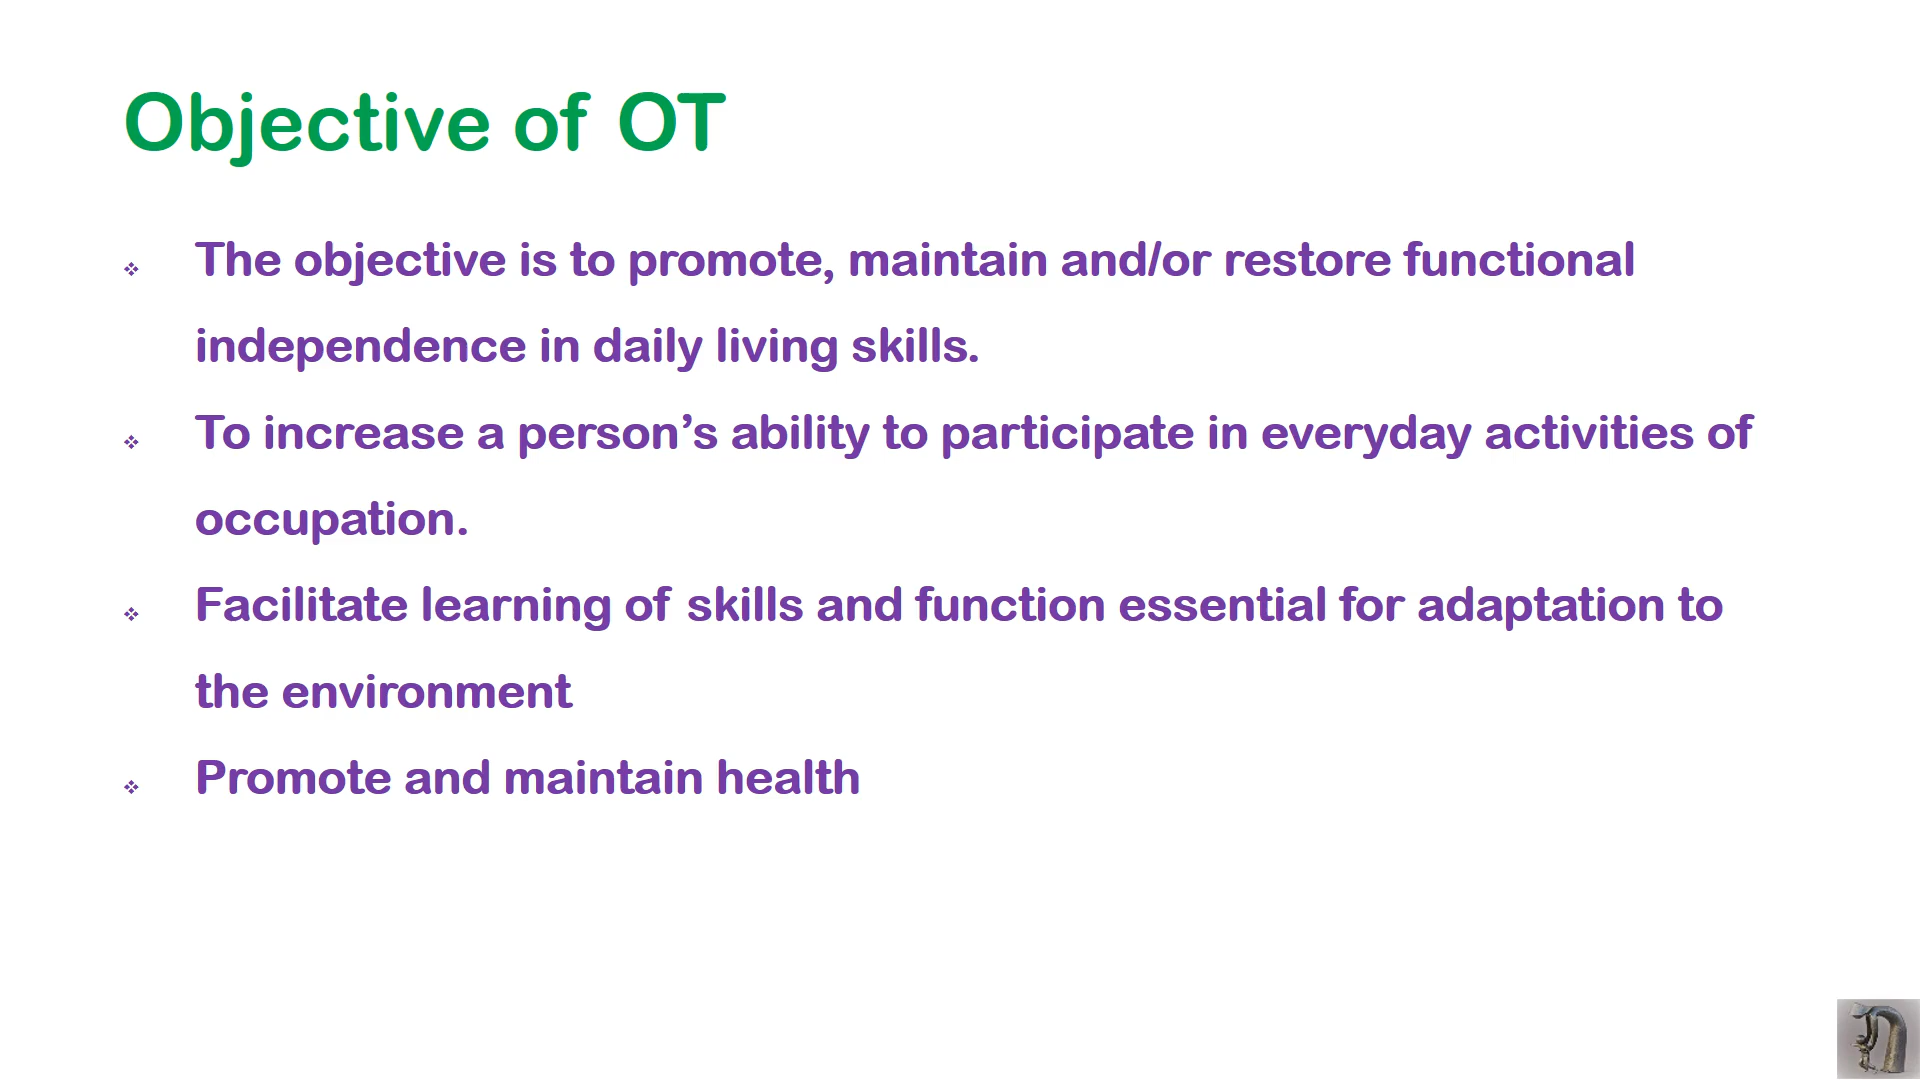 Objective of OT
❖ The objective is to promote, maintain and/or restore functional
independence in daily living skills.
❖ To increase a person’s ability to participate in everyday activities of
occupation.
❖ Facilitate learning of skills and function essential for adaptation to
the environment
❖ Promote and maintain health